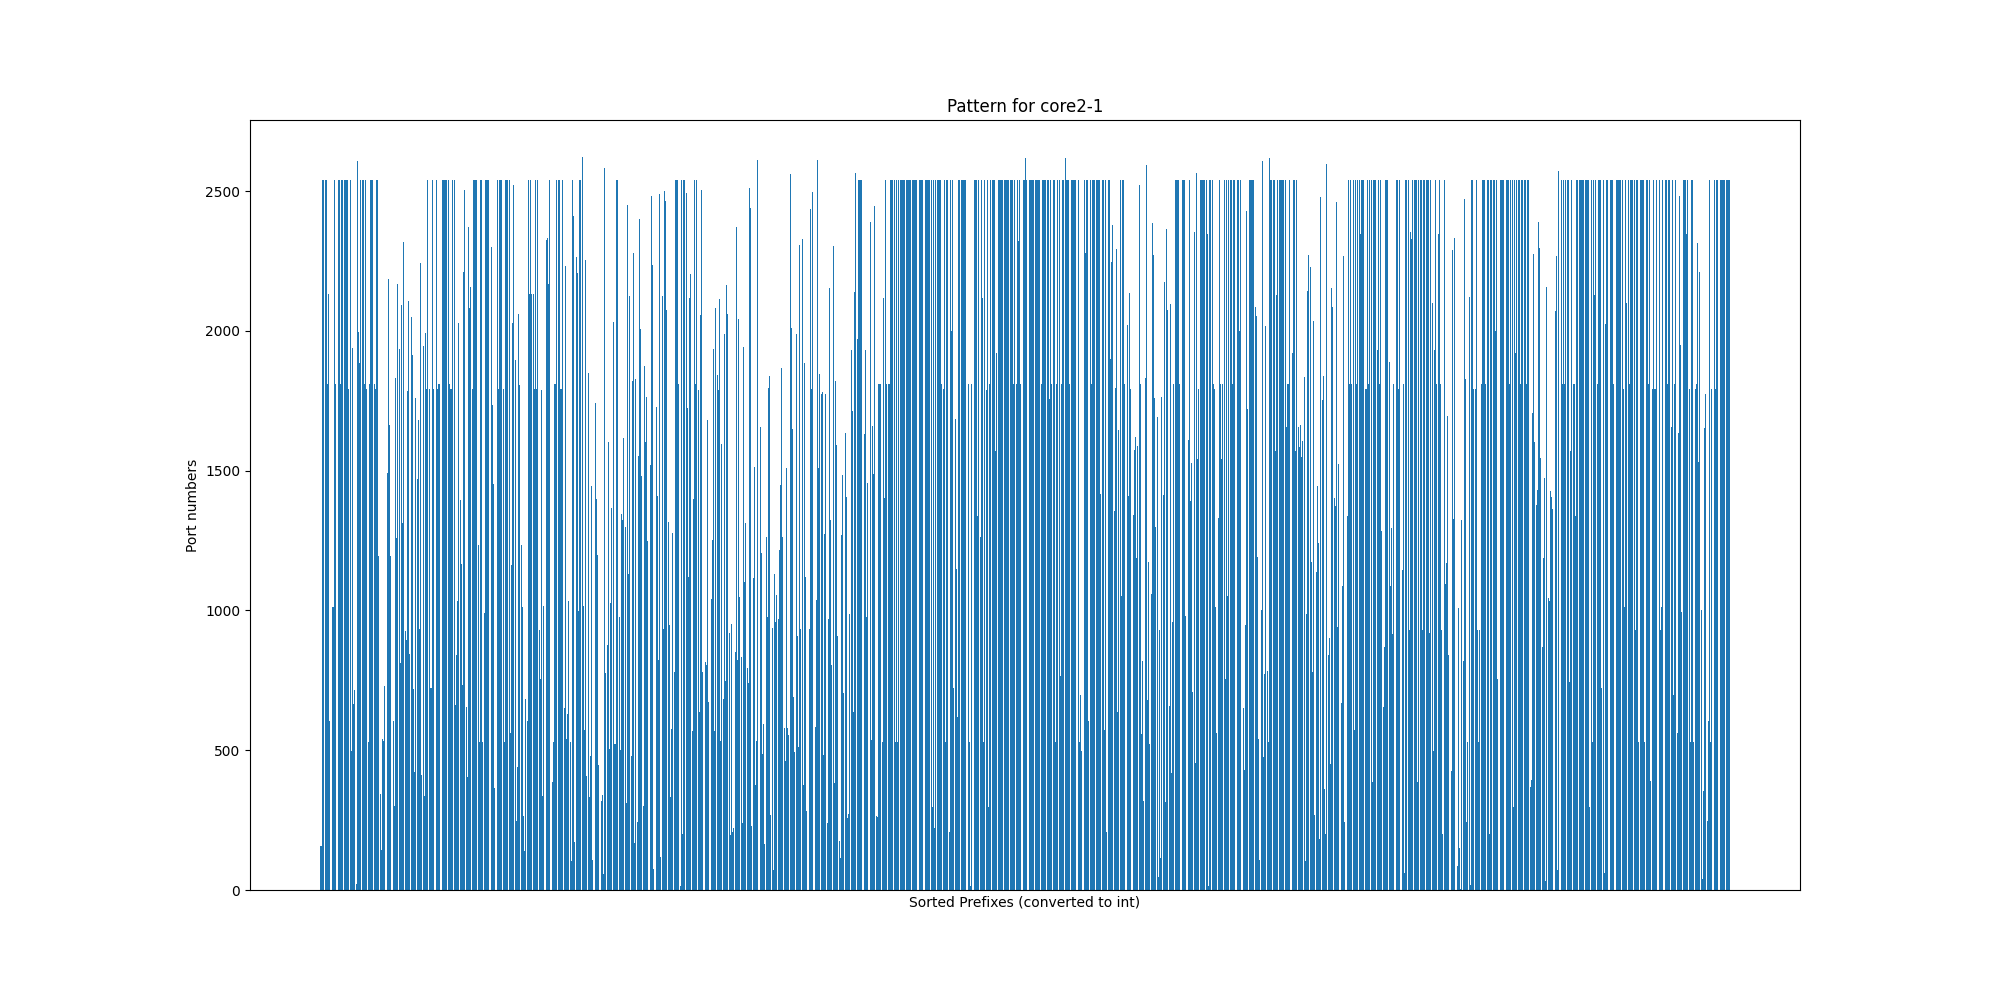 Pattern for core2-1
2500
2000
1500
1000
500
0
Port numbers
Sorted Prefixes (converted to int)